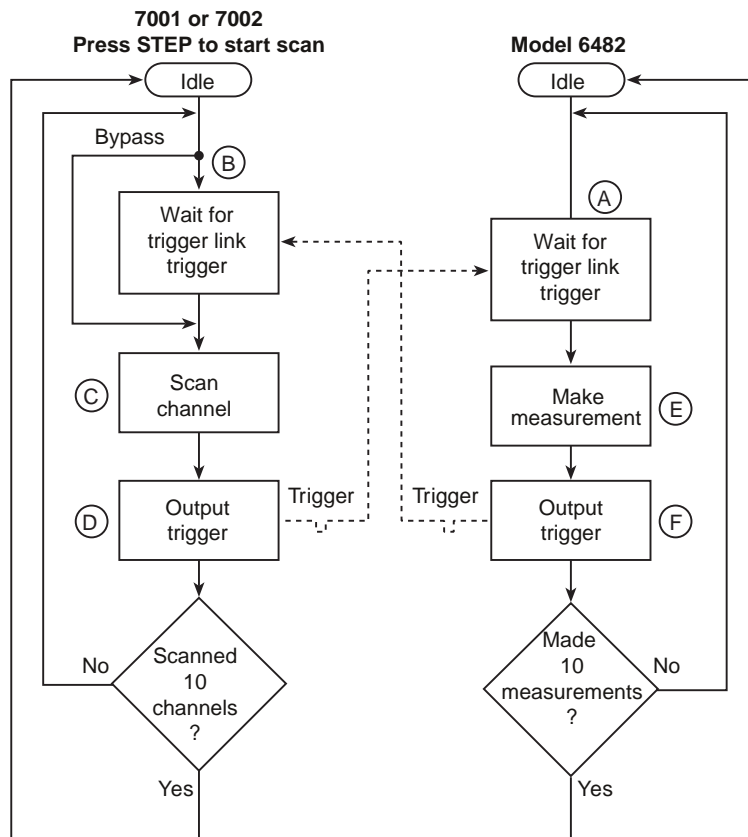 7001 or 7002
Press STEP to start scan
Idle
Bypass
B
Wait for
trigger link
trigger
C
Scan
channel
D
Output
trigger
Trigger
Scanned
10
channels
?
No
Yes
Model 6482
Idle
A
Wait for
trigger link
trigger
Make
measurement
E
Trigger
Output
trigger
F
Made
10
measurements
?
No
Yes